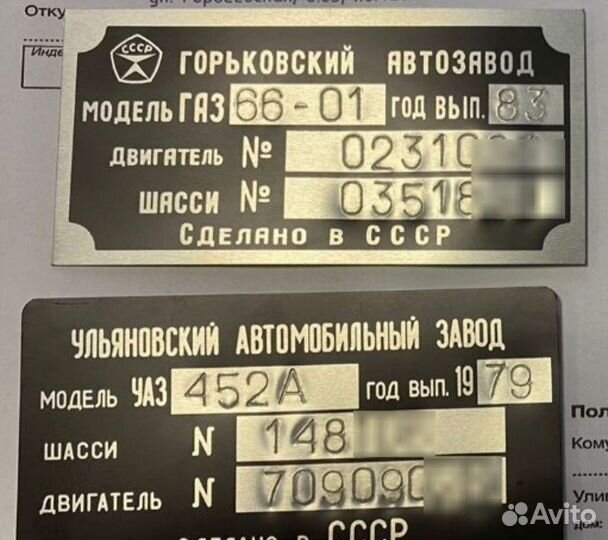 Отку
СССР
ГОРЬКОВСКИЙ АВТОЗАВОД
МОДЕЛЬ ГАЗ 66-01 ГОД ВЫП. 83
ДВИГАТЕЛЬ № 02310
ШАССИ № 03518
СДЕЛАНО В СССР
УЛЬЯНОВСКИЙ АВТОМОБИЛЬНЫЙ ЗАВОД
МОДЕЛЬ УАЗ 452А ГОД ВЫП. 1979
ШАССИ N 148
ДВИГАТЕЛЬ N 709090
СДЕЛАНО В СССР
Пол
Кому
Ули
дом:
Avito